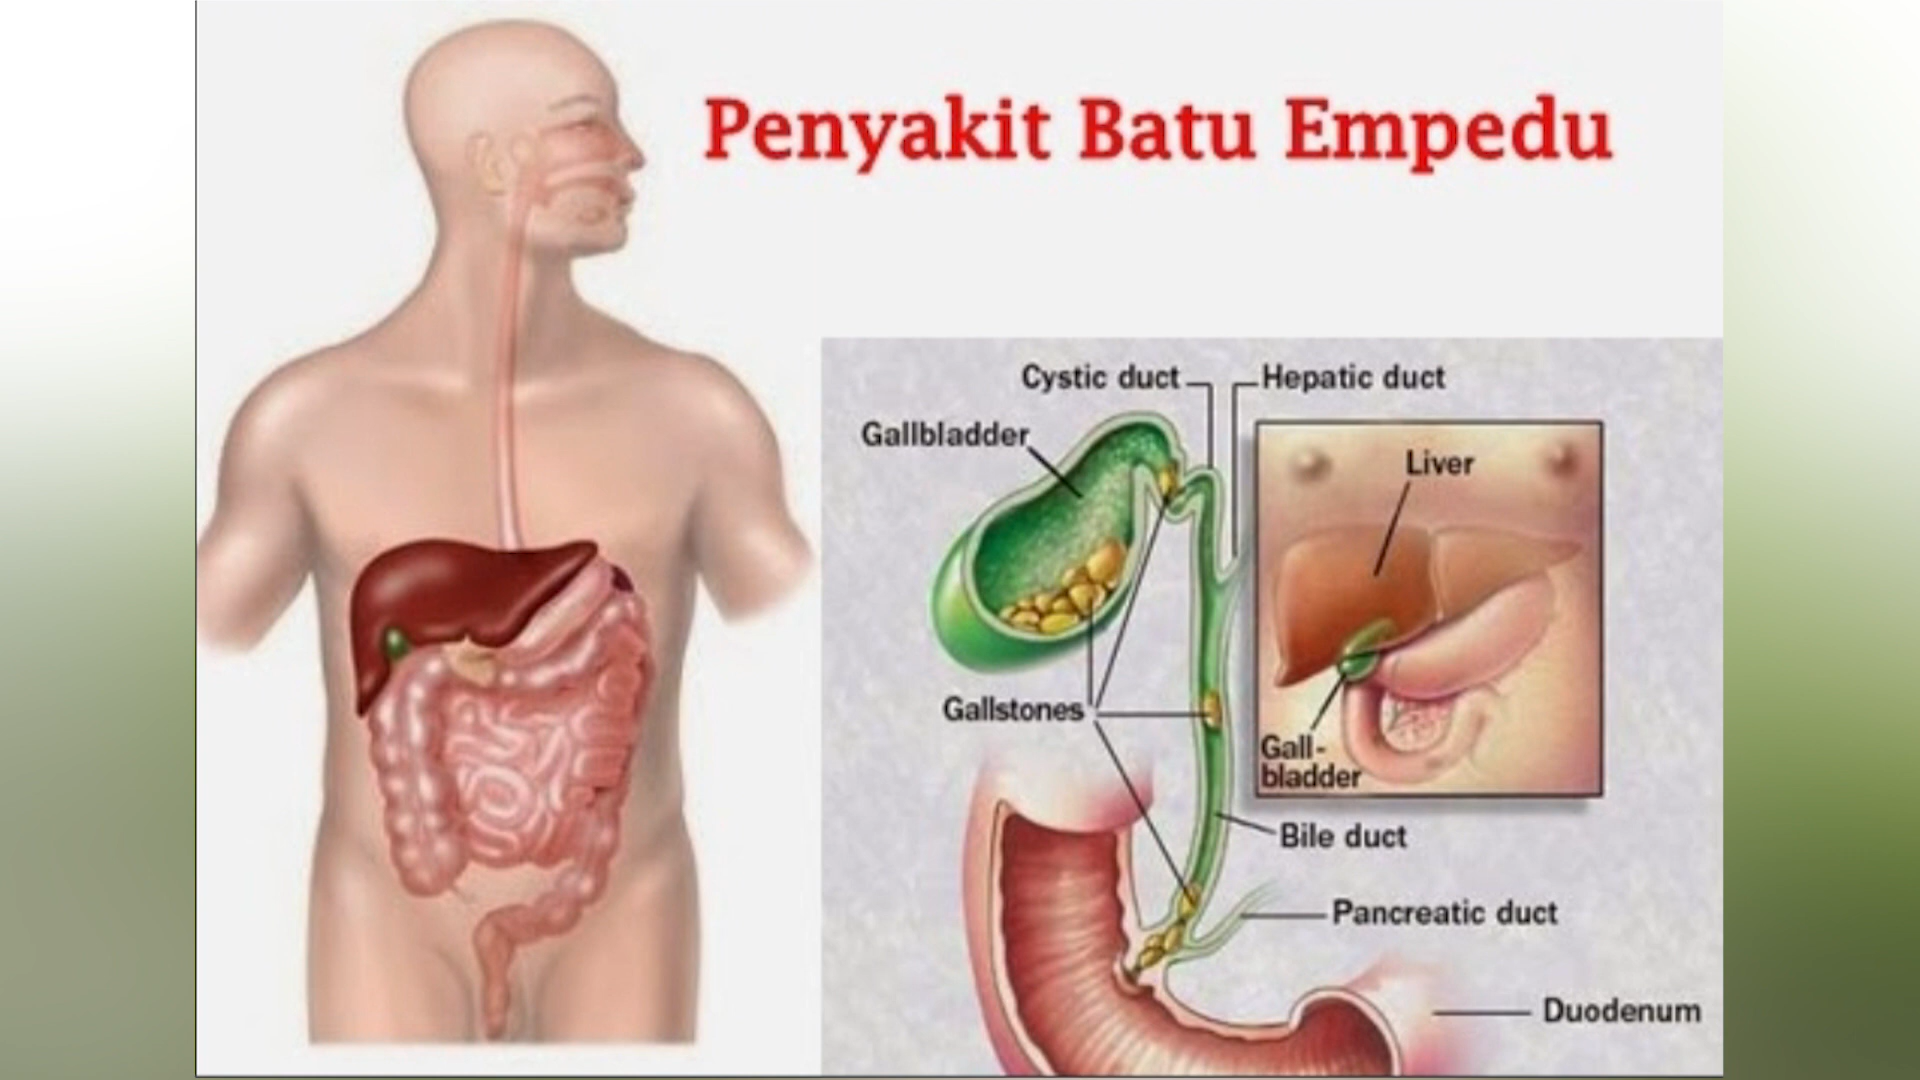 Penyakit Batu Empedu
Cystic duct
Hepatic duct
Gallbladder
Liver
Gallstones
Gall-
bladder
Bile duct
Pancreatic duct
Duodenum